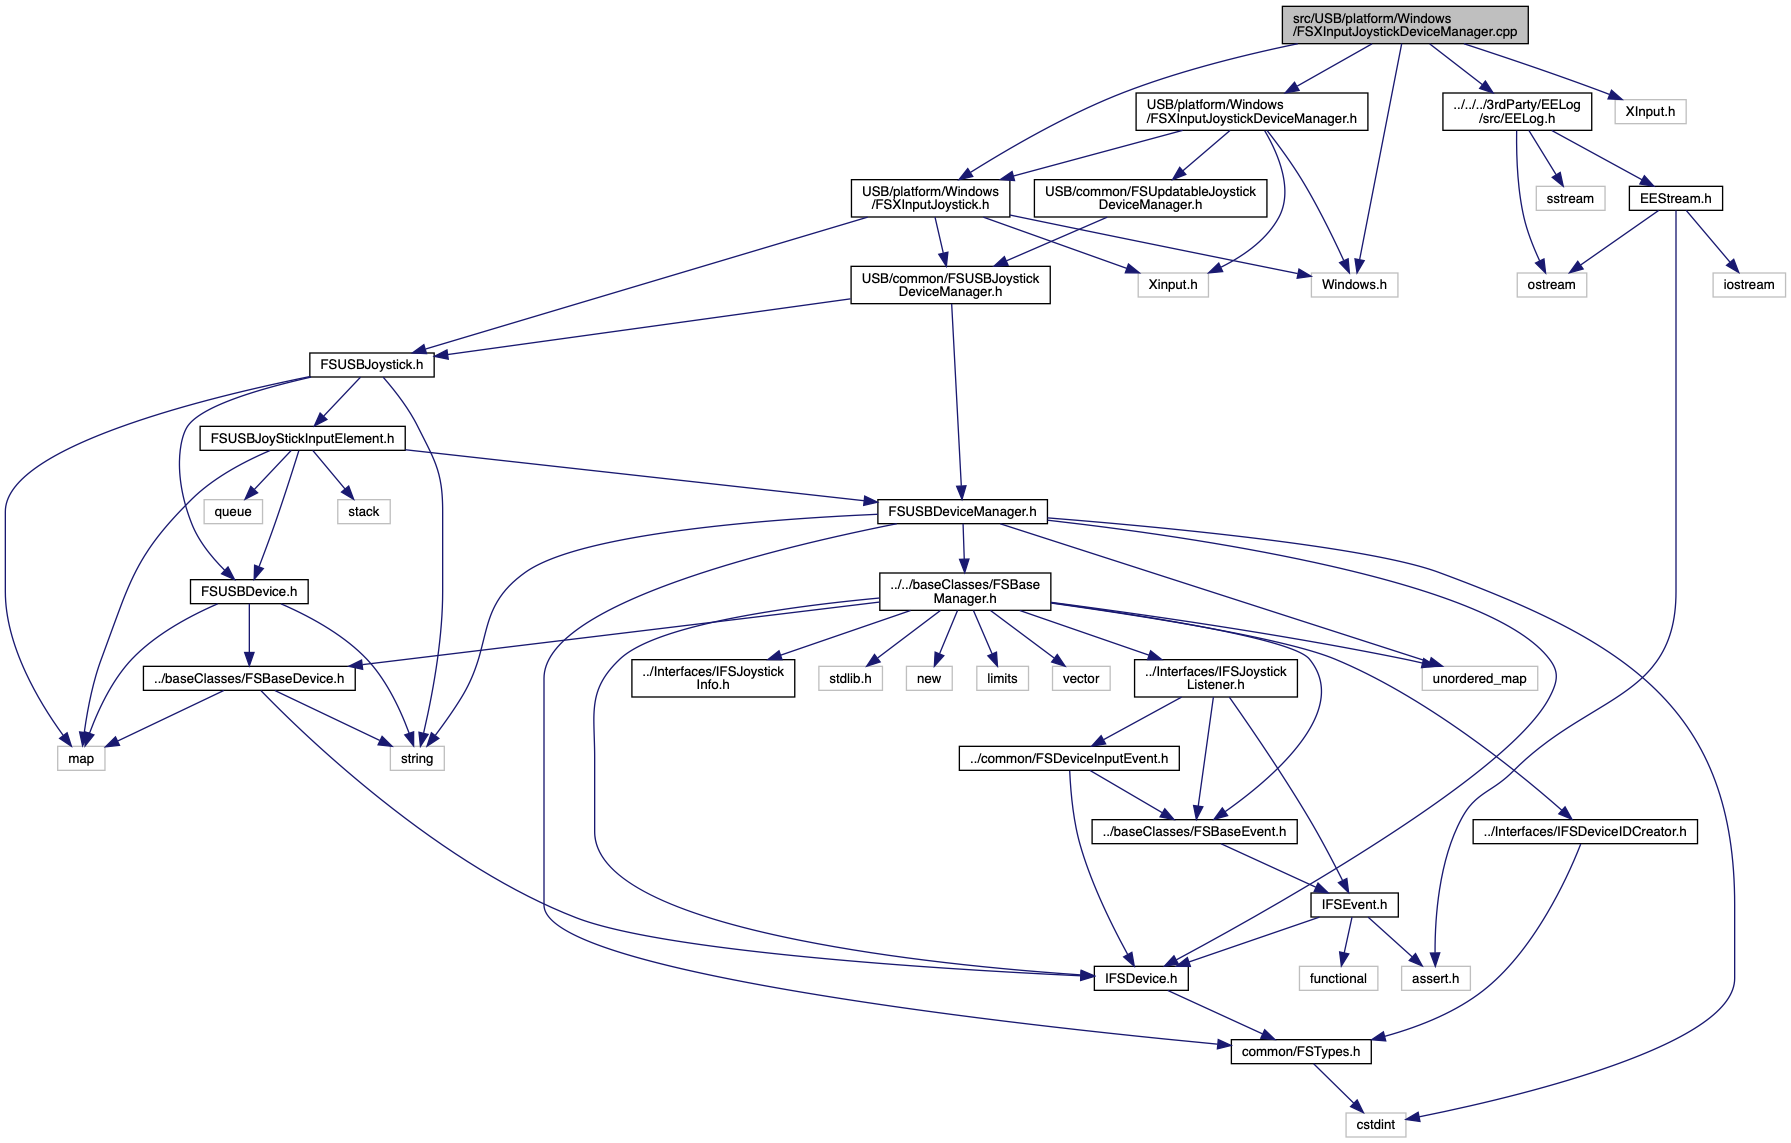 src/USB/platform/Windows
/FSXInputJoystickDeviceManager.cpp
USB/platform/Windows
/FSXInputJoystickDeviceManager.h
../../../3rdParty/EELog
/src/EELog.h
XInput.h
USB/platform/Windows
/FSXInputJoystick.h
USB/common/FSUpdatableJoystick
DeviceManager.h
sstream
EEStream.h
USB/common/FSUSBJoystick
DeviceManager.h
Xinput.h
Windows.h
ostream
iostream
FSUSBJoystick.h
FSUSBJoyStickInputElement.h
queue
stack
FSUSBDeviceManager.h
FSUSBDevice.h
../../baseClasses/FSBase
Manager.h
../baseClasses/FSBaseDevice.h
../Interfaces/IFSJoystick
Info.h
stdlib.h
new
limits
vector
../Interfaces/IFSJoystick
Listener.h
unordered_map
map
string
../common/FSDeviceInputEvent.h
../baseClasses/FSBaseEvent.h
../Interfaces/IFSDeviceIDCreator.h
IFSEvent.h
IFSDevice.h
functional
assert.h
common/FSTypes.h
cstdint